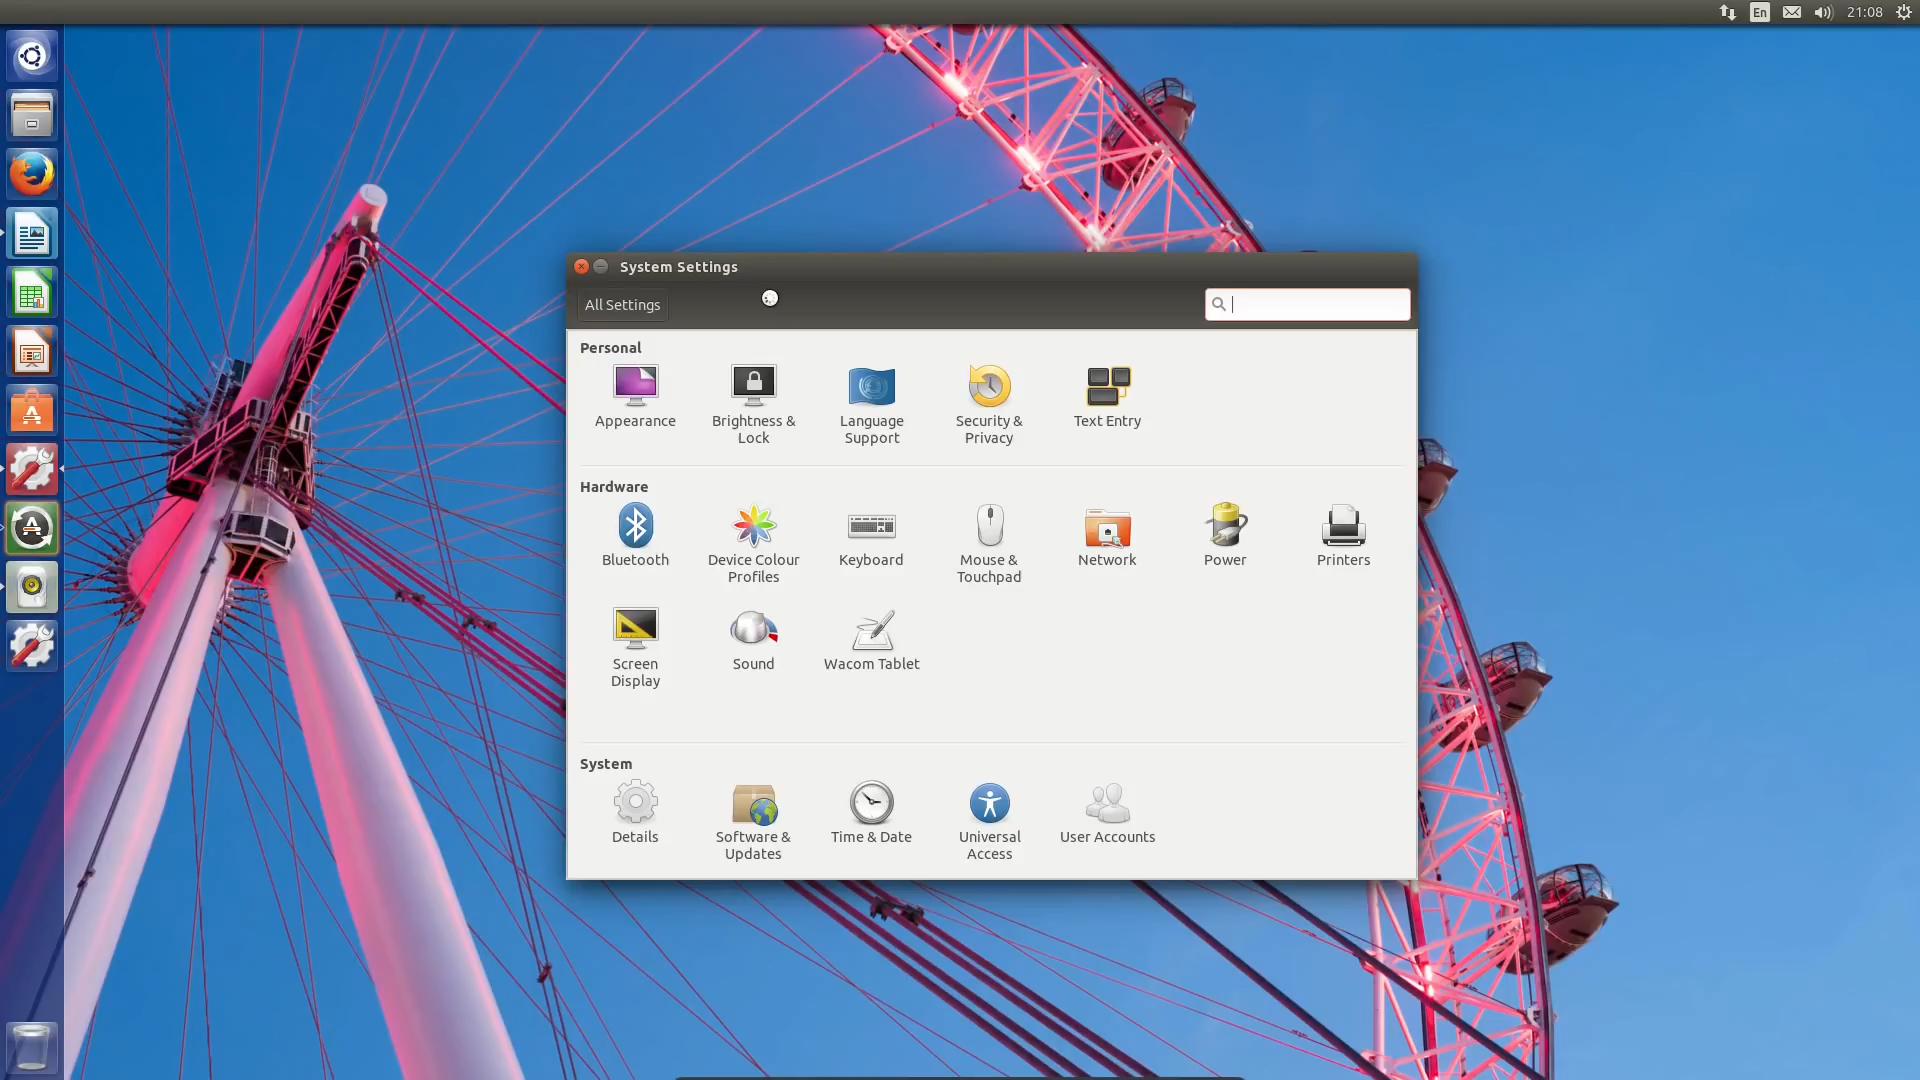 En 21:08
System Settings
All Settings
Personal
Appearance
Brightness &
Lock
Language
Support
Security &
Privacy
Text Entry
Hardware
Bluetooth
Device Colour
Profiles
Keyboard
Mouse &
Touchpad
Network
Power
Printers
Screen
Display
Sound
Wacom Tablet
System
Details
Software &
Updates
Time & Date
Universal
Access
User Accounts